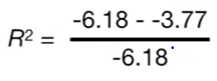 R² = -6.18 - -3.77
-6.18